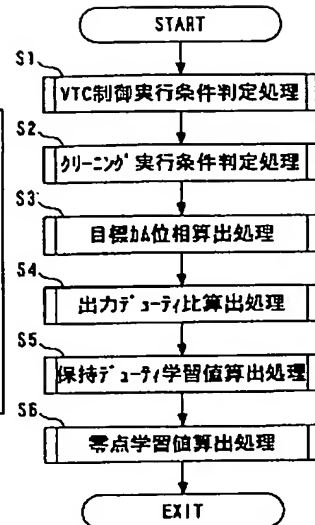 START
S1
VTC制御実行条件判定処理
S2
クリーニング実行条件判定処理
S3
目標カム位相算出処理
S4
出力デューティ比算出処理
S5
保持デューティ学習値算出処理
S6
零点学習値算出処理
EXIT